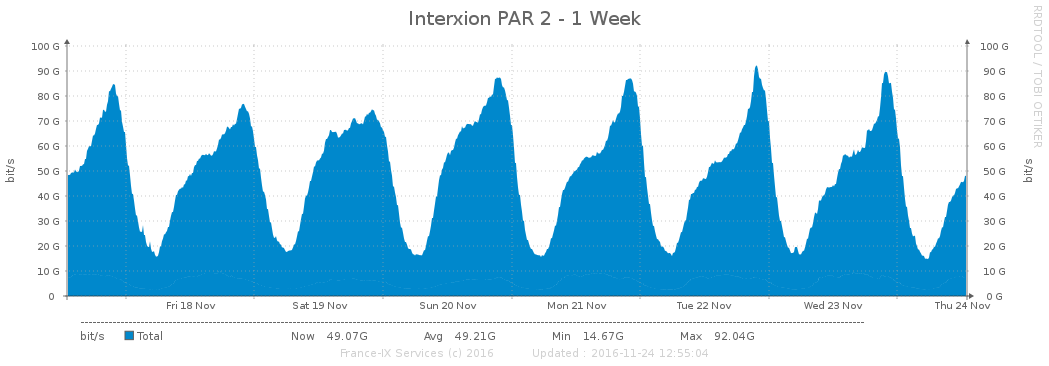 Interxion PAR 2 - 1 Week
RRDTOOL / TOBI OETIKER
bit/s
100 G 100 G
90 G 90 G
80 G 80 G
70 G 70 G
60 G 60 G
50 G 50 G
40 G 40 G
30 G 30 G
20 G 20 G
10 G 10 G
0 0 G
bit/s
Fri 18 Nov Sat 19 Nov Sun 20 Nov Mon 21 Nov Tue 22 Nov Wed 23 Nov Thu 24 Nov
bit/s Total Now 49.07G Avg 49.21G Min 14.67G Max 92.04G
France-IX Services (c) 2016 Updated : 2016-11-24 12:55:04